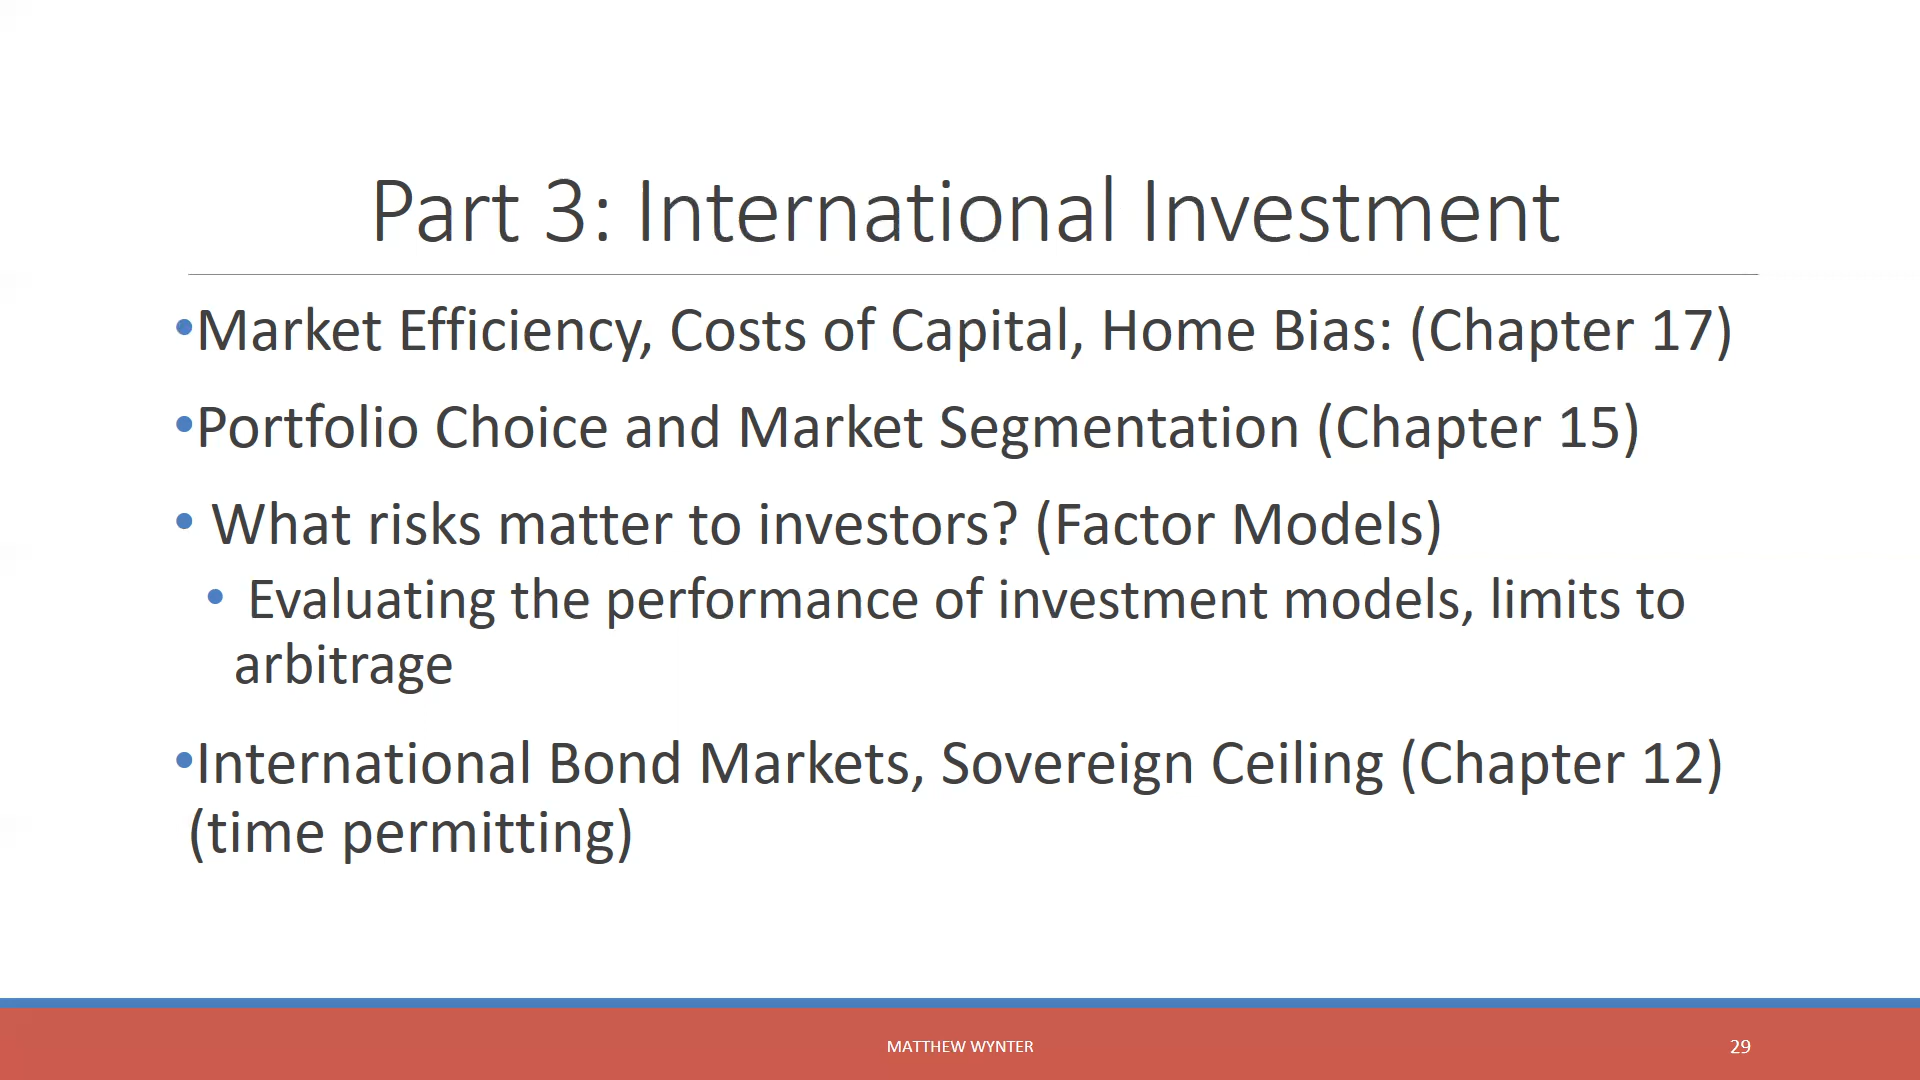 Part 3: International Investment
•Market Efficiency, Costs of Capital, Home Bias: (Chapter 17)
•Portfolio Choice and Market Segmentation (Chapter 15)
• What risks matter to investors? (Factor Models)
• Evaluating the performance of investment models, limits to
arbitrage
•International Bond Markets, Sovereign Ceiling (Chapter 12)
(time permitting)
MATTHEW WYNTER
29